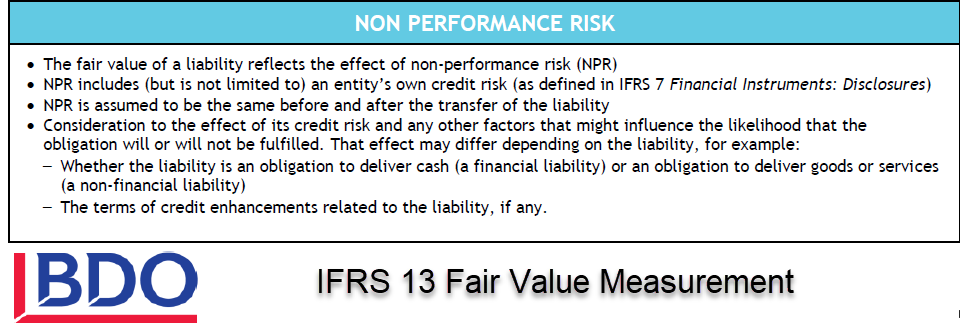 NON PERFORMANCE RISK
• The fair value of a liability reflects the effect of non-performance risk (NPR)
• NPR includes (but is not limited to) an entity’s own credit risk (as defined in IFRS 7 Financial Instruments: Disclosures)
• NPR is assumed to be the same before and after the transfer of the liability
• Consideration to the effect of its credit risk and any other factors that might influence the likelihood that the
obligation will or will not be fulfilled. That effect may differ depending on the liability, for example:
− Whether the liability is an obligation to deliver cash (a financial liability) or an obligation to deliver goods or services
(a non-financial liability)
− The terms of credit enhancements related to the liability, if any.
BDO
IFRS 13 Fair Value Measurement